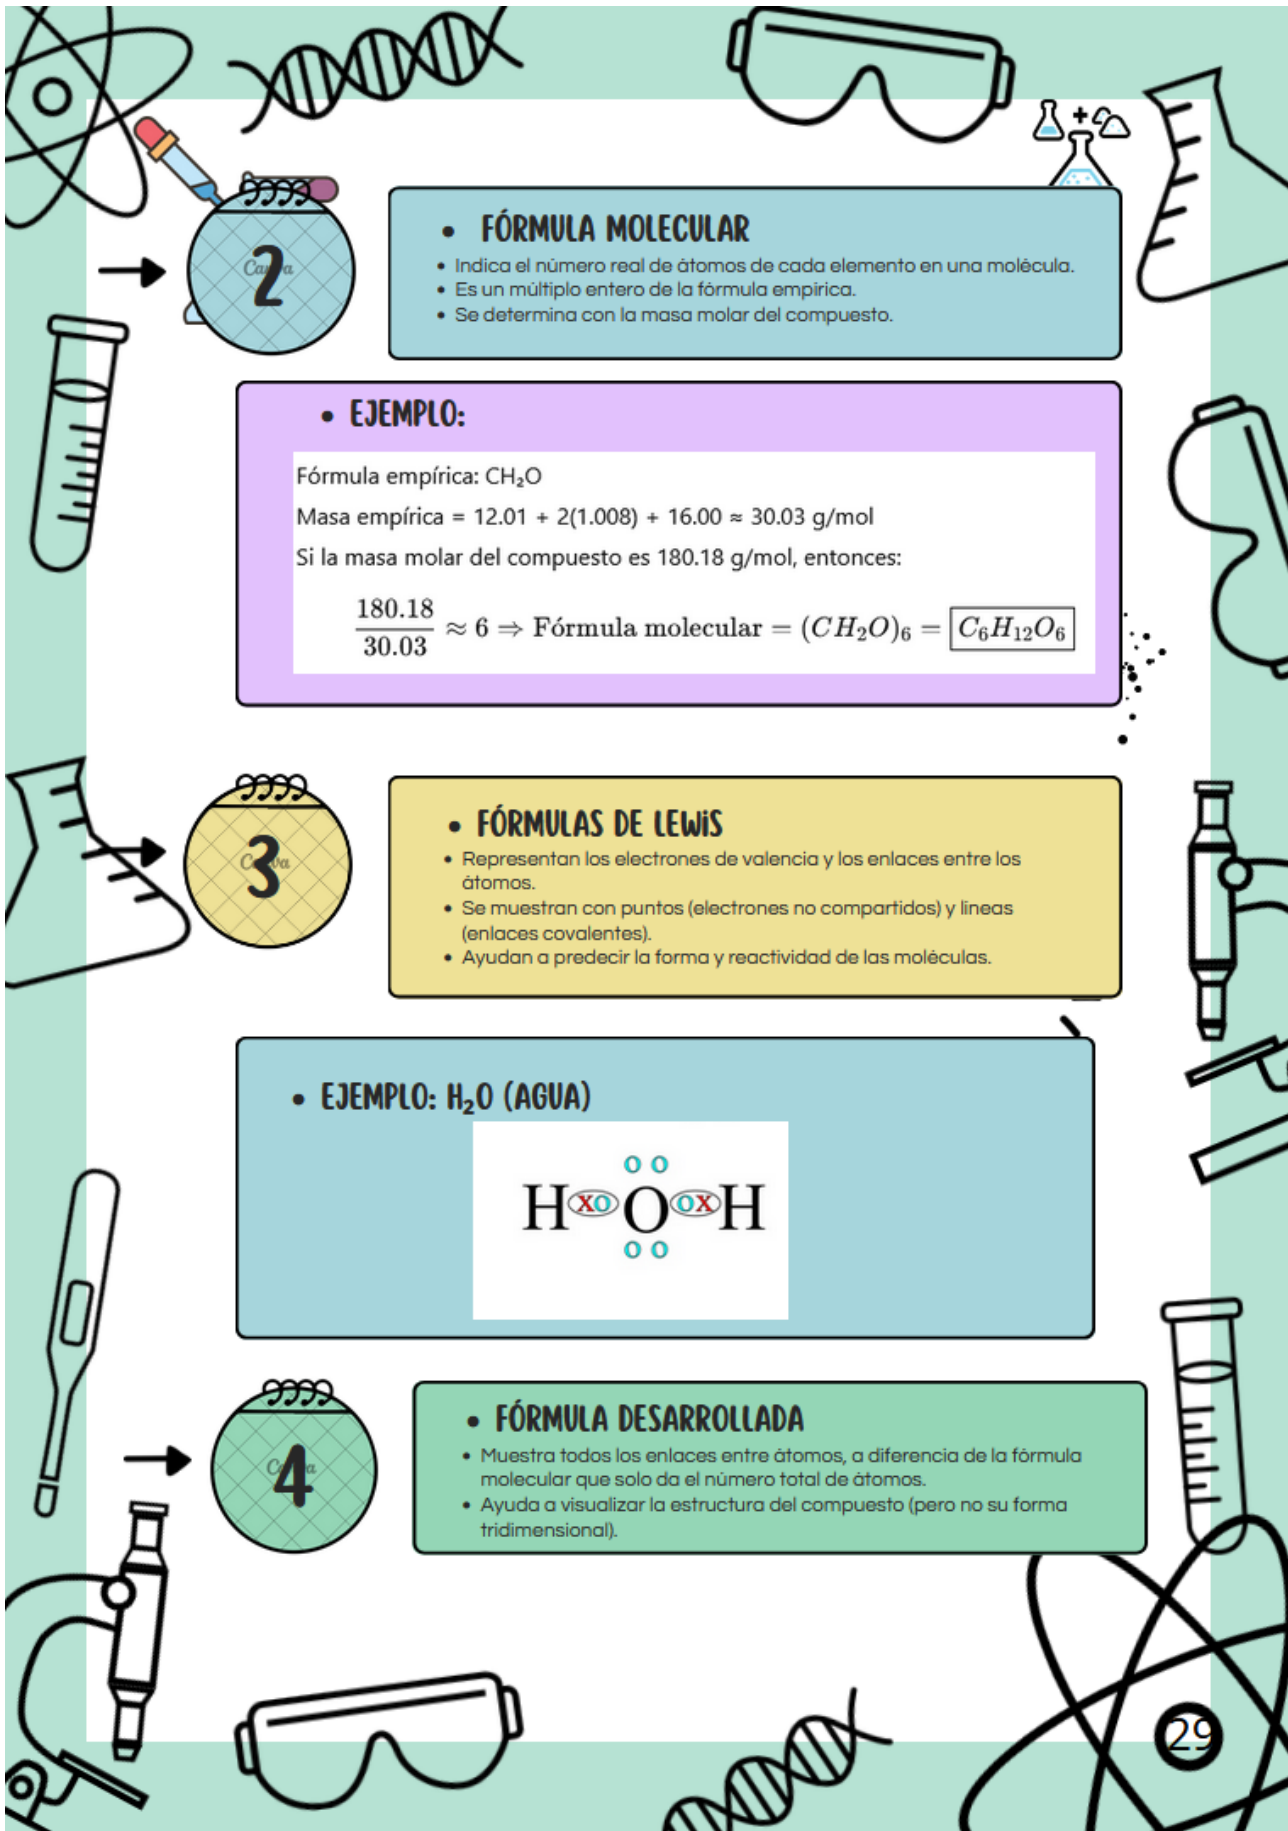 2
Canva
• FÓRMULA MOLECULAR
• Indica el número real de átomos de cada elemento en una molécula.
• Es un múltiplo entero de la fórmula empírica.
• Se determina con la masa molar del compuesto.
• EJEMPLO:
Fórmula empírica: CH₂O
Masa empírica = 12.01 + 2(1.008) + 16.00 ≈ 30.03 g/mol
Si la masa molar del compuesto es 180.18 g/mol, entonces:
180.18
30.03
≈ 6 ⇒ Fórmula molecular = (CH₂O)₆ = C₆H₁₂O₆
3
Canva
• FÓRMULAS DE LEWiS
• Representan los electrones de valencia y los enlaces entre los
átomos.
• Se muestran con puntos (electrones no compartidos) y líneas
(enlaces covalentes).
• Ayudan a predecir la forma y reactividad de las moléculas.
• EJEMPLO: H₂O (AGUA)
o o
H xo O ox H
o o
4
Canva
• FÓRMULA DESARROLLADA
• Muestra todos los enlaces entre átomos, a diferencia de la fórmula
molecular que solo da el número total de átomos.
• Ayuda a visualizar la estructura del compuesto (pero no su forma
tridimensional).
29